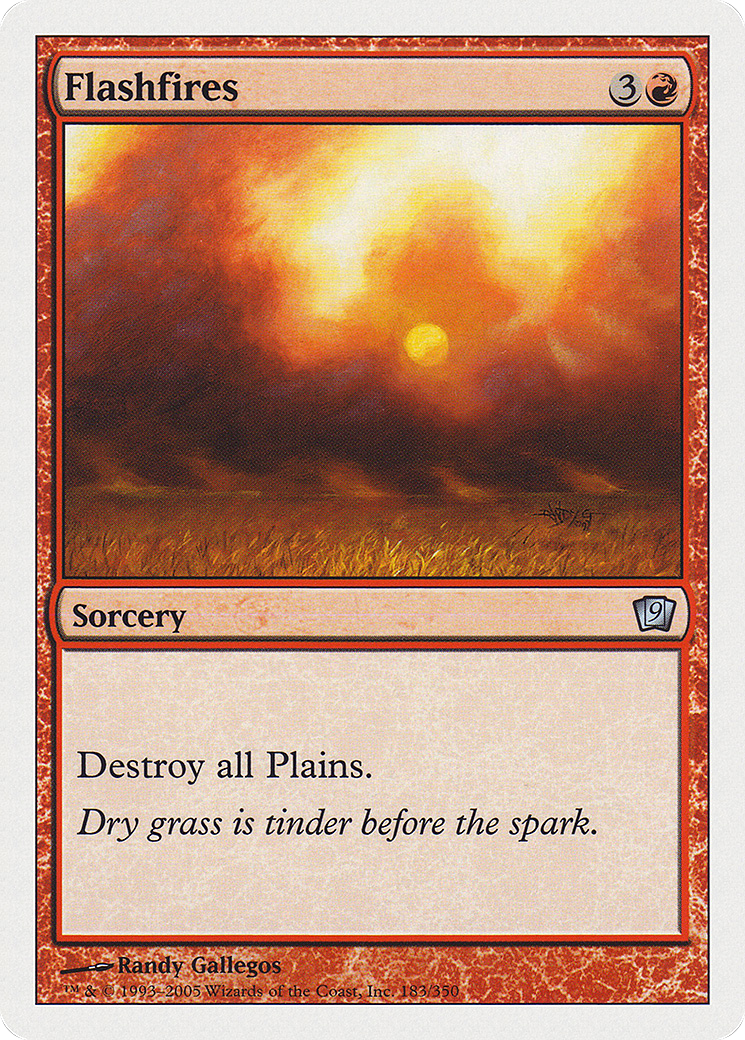 Flashfires 3
Sorcery 9
Destroy all Plains.
Dry grass is tinder before the spark.
Randy Gallegos
™ & © 1993–2005 Wizards of the Coast, Inc. 183/350